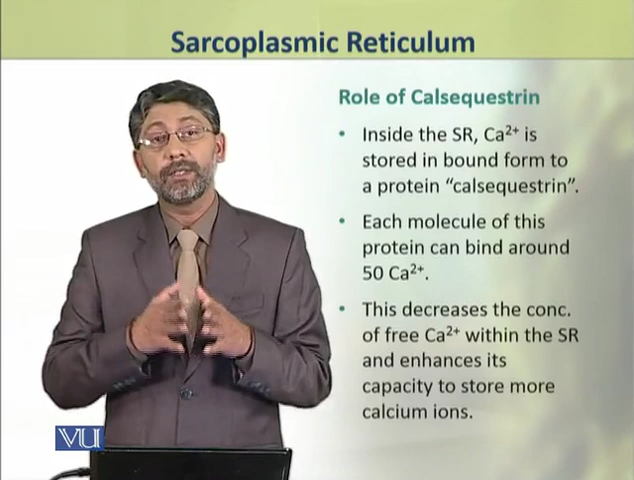 Sarcoplasmic Reticulum
Role of Calsequestrin
• Inside the SR, Ca²⁺ is
stored in bound form to
a protein “calsequestrin”.
• Each molecule of this
protein can bind around
50 Ca²⁺.
• This decreases the conc.
of free Ca²⁺ within the SR
and enhances its
capacity to store more
calcium ions.
VU